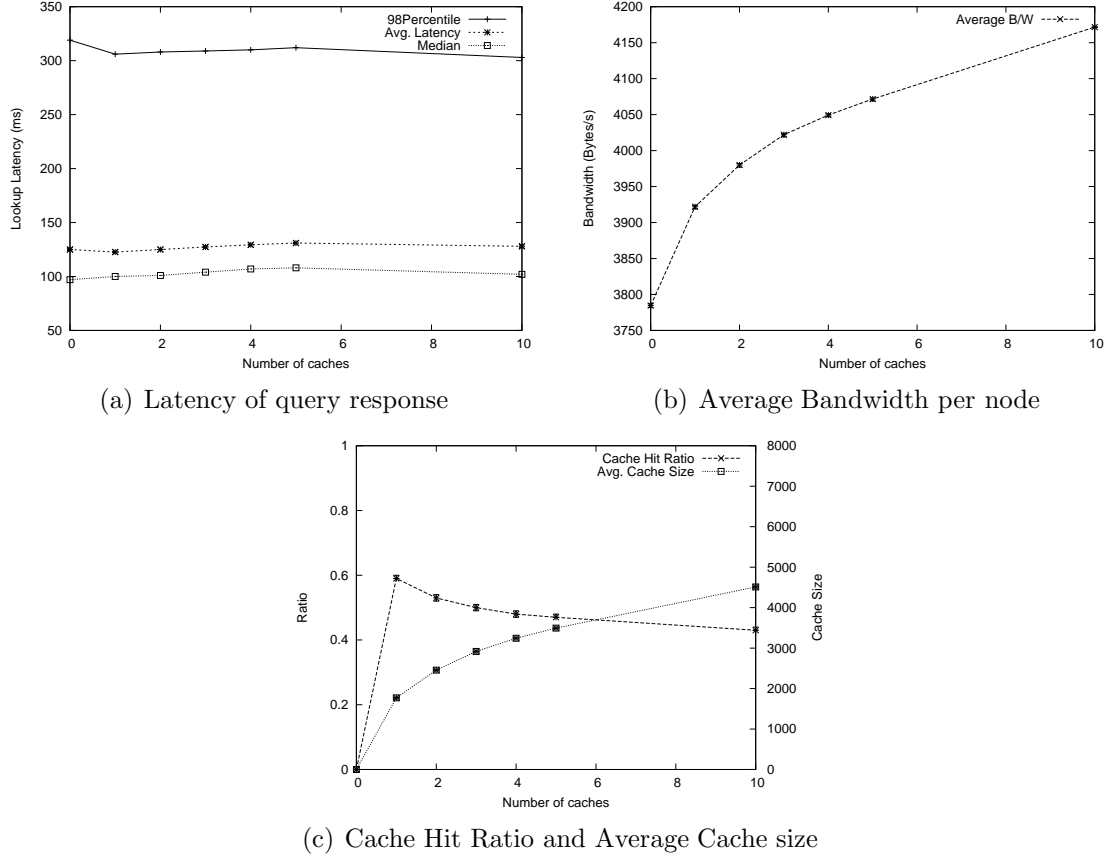 350
300
250
200
150
100
50
0 2 4 6 8 10
Lookup Latency (ms)
Number of caches
98Percentile
Avg. Latency
Median
(a) Latency of query response
4200
4150
4100
4050
4000
3950
3900
3850
3800
3750
0 2 4 6 8 10
Bandwidth (Bytes/s)
Number of caches
Average B/W
(b) Average Bandwidth per node
1
0.8
0.6
0.4
0.2
0
0 2 4 6 8 10
8000
7000
6000
5000
4000
3000
2000
1000
0
Ratio
Cache Size
Number of caches
Cache Hit Ratio
Avg. Cache Size
(c) Cache Hit Ratio and Average Cache size